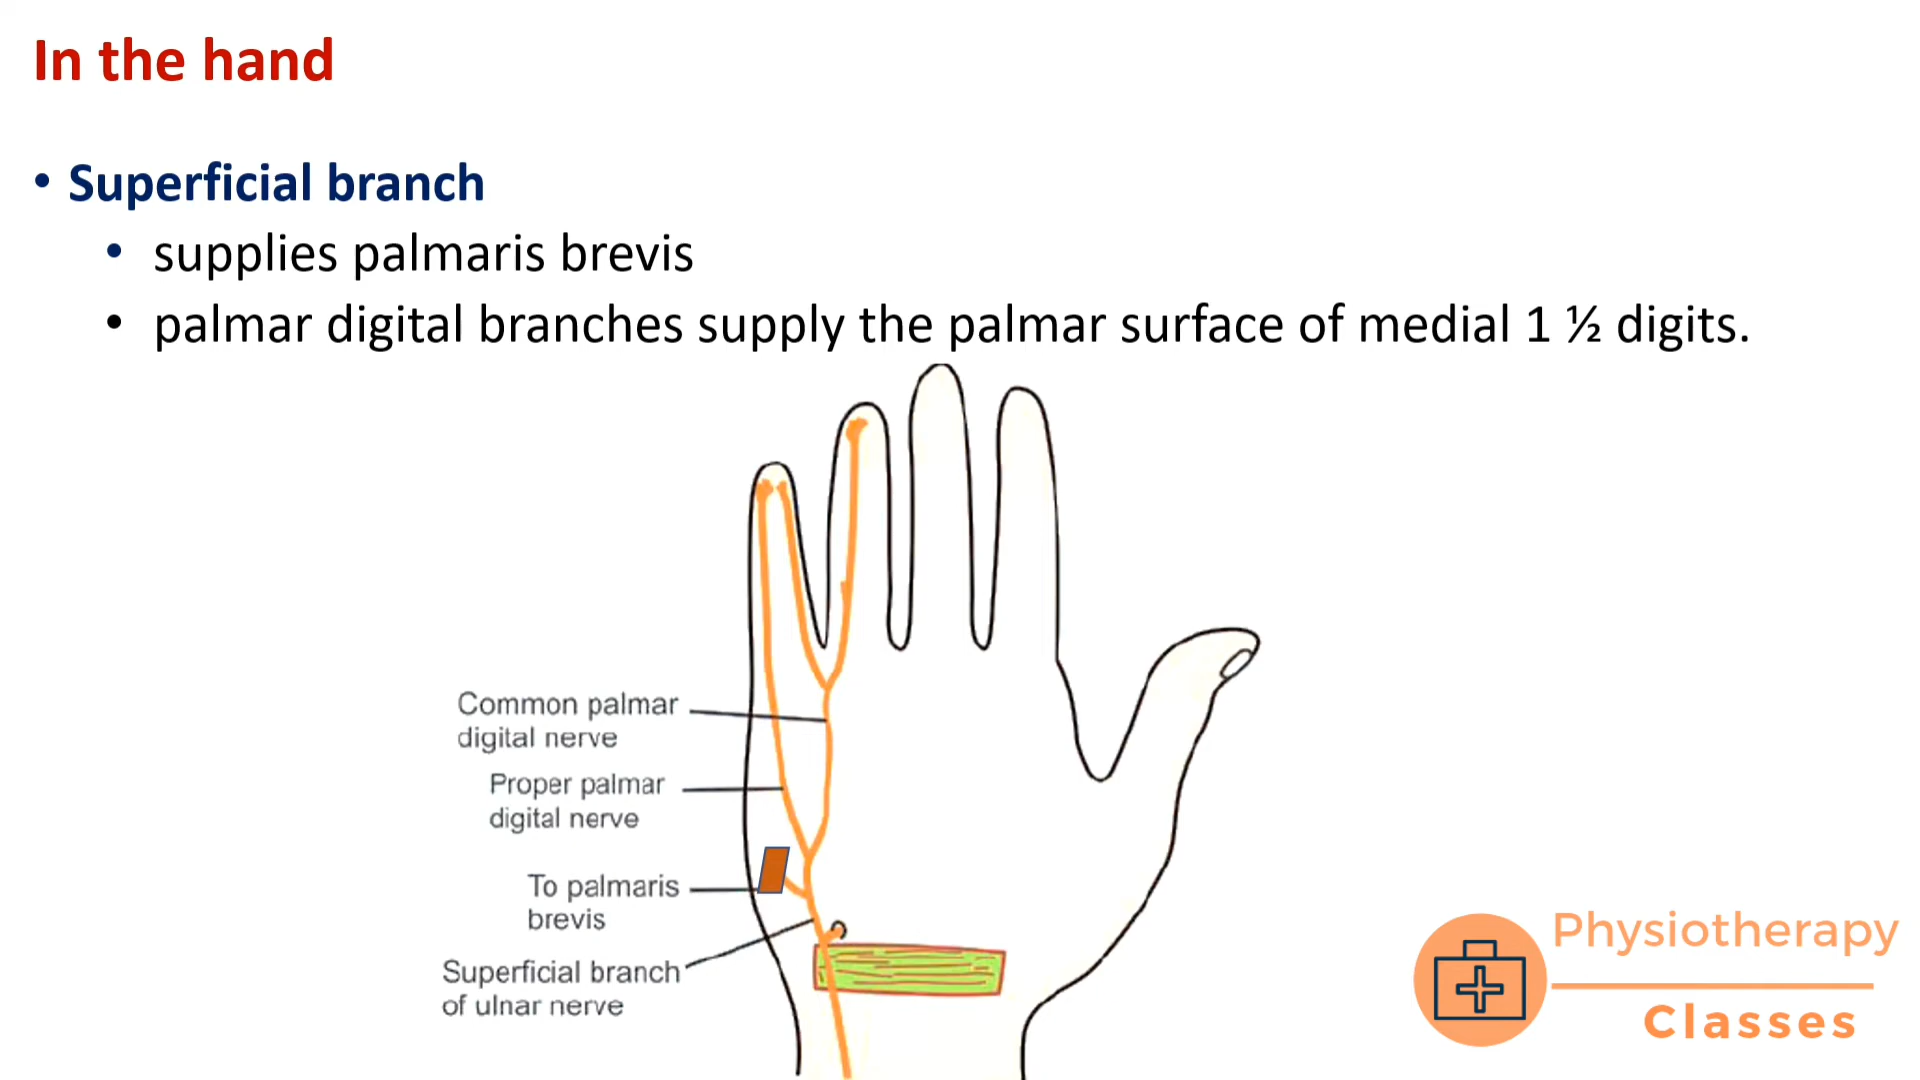 In the hand
• Superficial branch
• supplies palmaris brevis
• palmar digital branches supply the palmar surface of medial 1 ½ digits.
Common palmar
digital nerve
Proper palmar
digital nerve
To palmaris
brevis
Superficial branch
of ulnar nerve
Physiotherapy
Classes